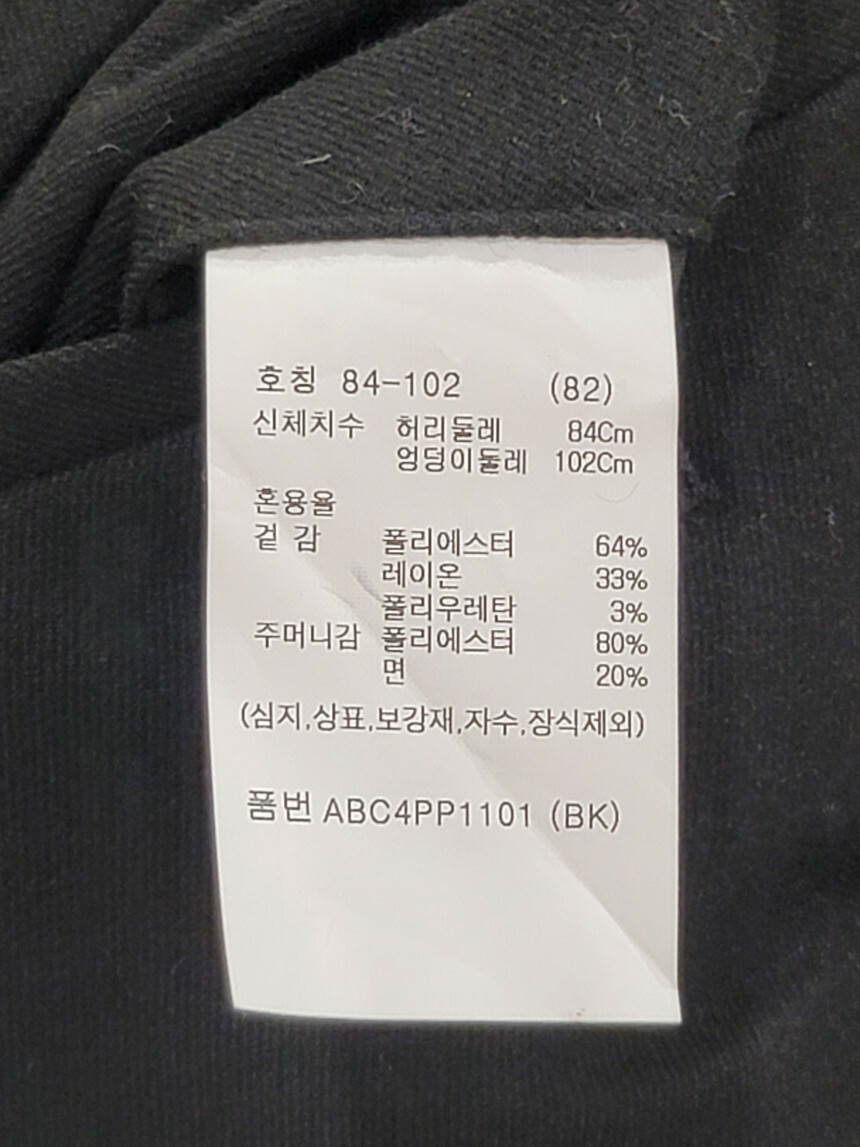 호칭 84-102 (82)
신체치수 허리둘레 84Cm
엉덩이둘레 102Cm
혼용율
겉 감 폴리에스터 64%
레이온 33%
폴리우레탄 3%
주머니감 폴리에스터 80%
면 20%
(심지,상표,보강재,자수,장식제외)
품번 ABC4PP1101 (BK)